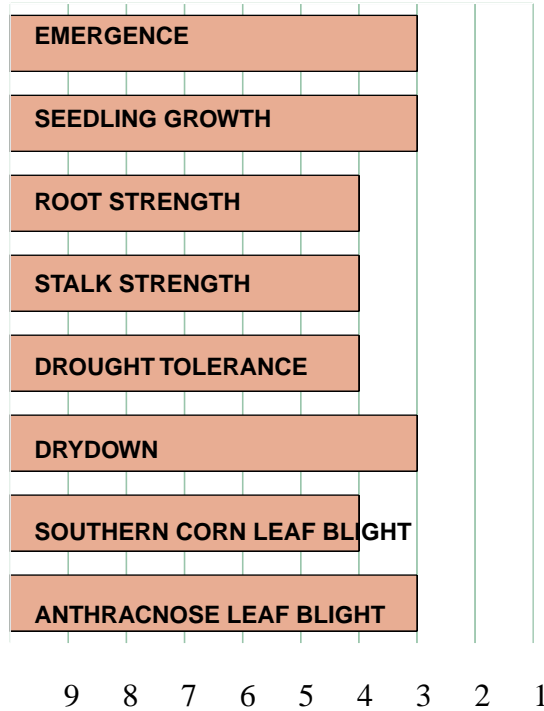 EMERGENCE
SEEDLING GROWTH
ROOT STRENGTH
STALK STRENGTH
DROUGHT TOLERANCE
DRYDOWN
SOUTHERN CORN LEAF BLIGHT
ANTHRACNOSE LEAF BLIGHT
9 8 7 6 5 4 3 2 1